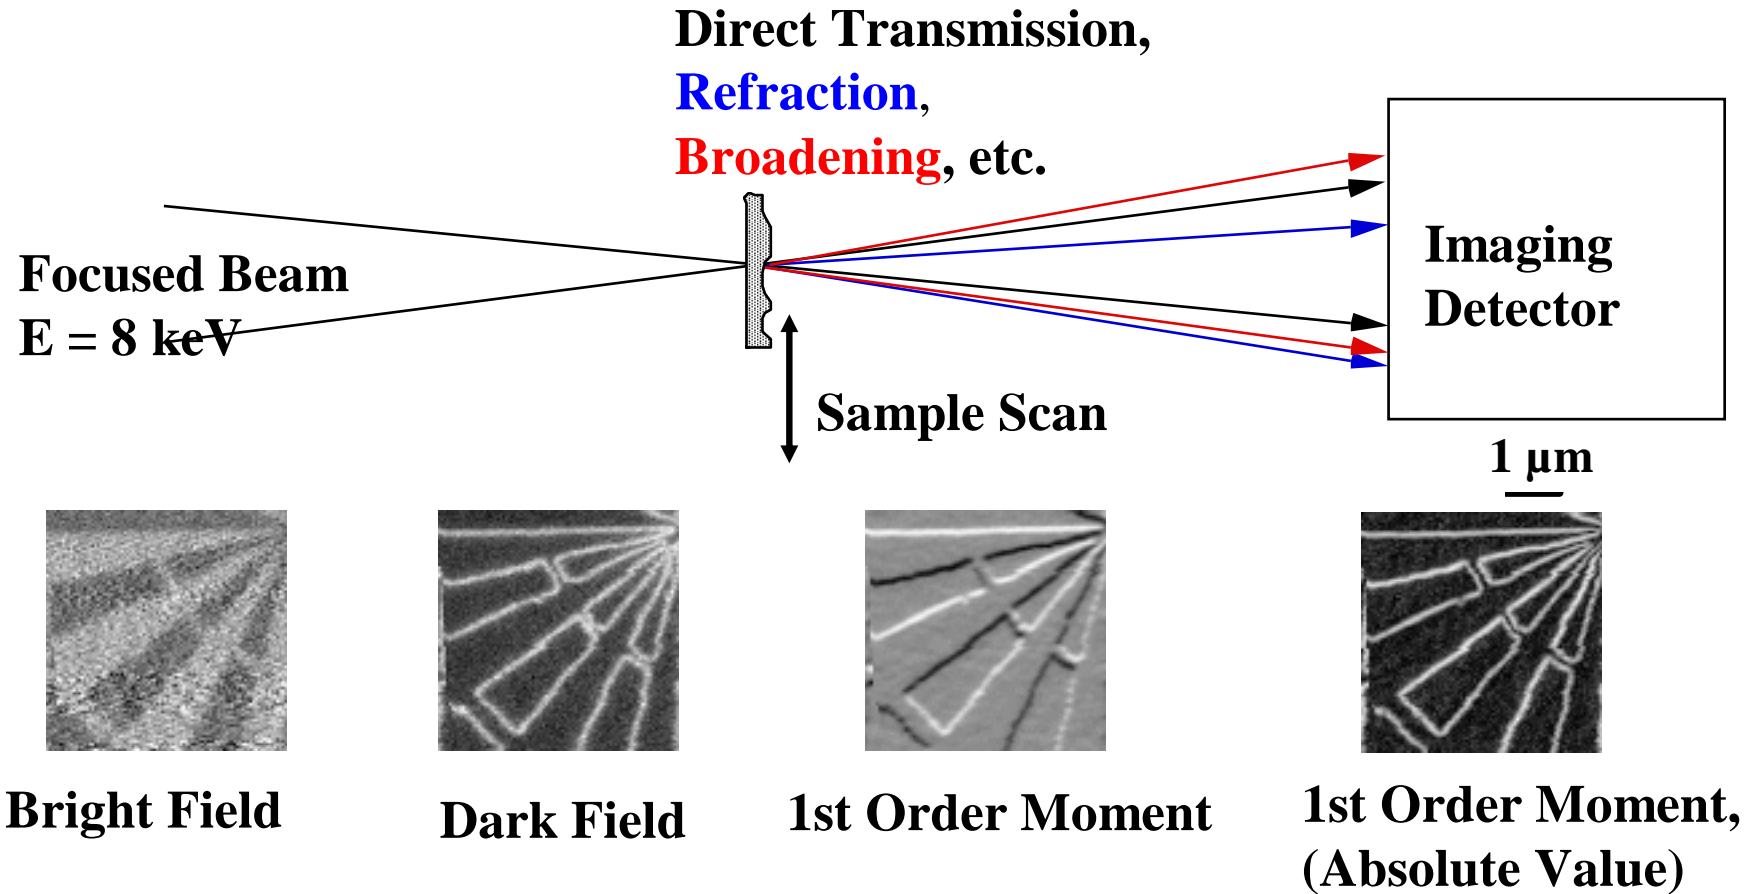 Direct Transmission,
Refraction,
Broadening, etc.
Focused Beam
E = 8 keV
Imaging
Detector
Sample Scan
1 µm
Bright Field
Dark Field
1st Order Moment
1st Order Moment,
(Absolute Value)